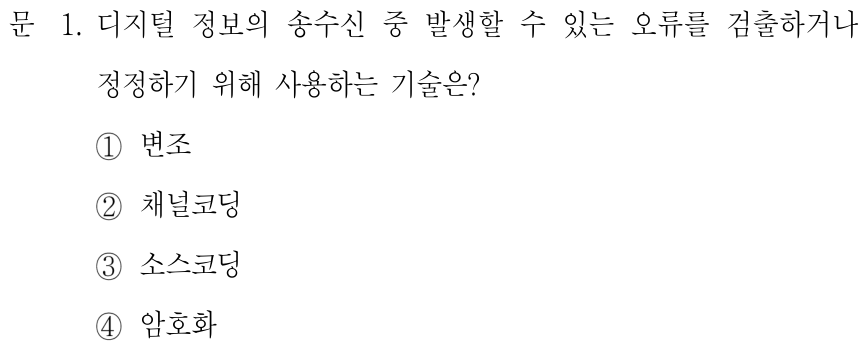 문 1. 디지털 정보의 송수신 중 발생할 수 있는 오류를 검출하거나
정정하기 위해 사용하는 기술은?
① 변조
② 채널코딩
③ 소스코딩
④ 암호화